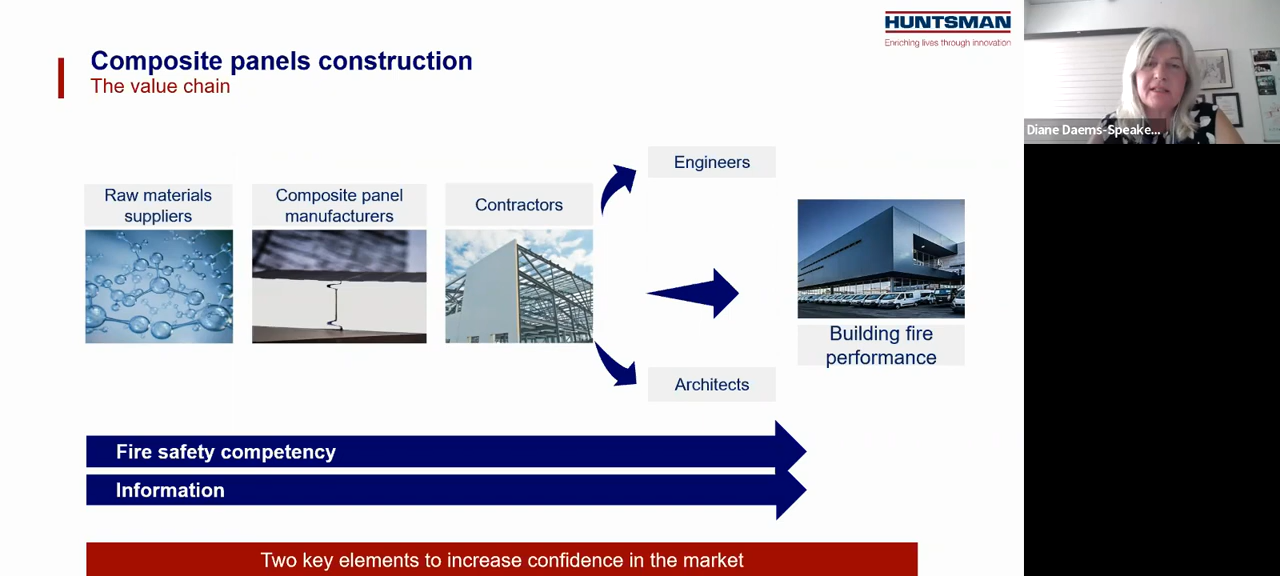 HUNTSMAN
Enriching lives through innovation
Composite panels construction
The value chain
Diane Daems-Speake...
Engineers
Raw materials
suppliers
Composite panel
manufacturers
Contractors
Building fire
performance
Architects
Fire safety competency
Information
Two key elements to increase confidence in the market